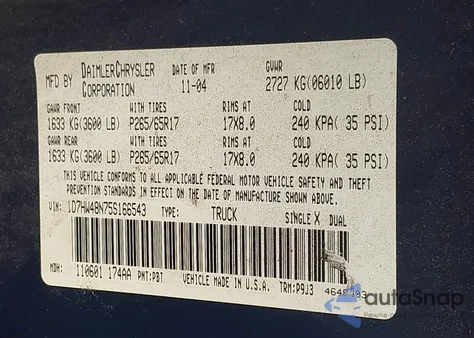 MFD BY DAIMLERCHRYSLER CORPORATION DATE OF MFR 11-04 GVWR 2727 KG(06010 LB)
GAWR FRONT WITH TIRES RIMS AT COLD
1633 KG(3600 LB) P265/65R17 17X8.0 240 KPA( 35 PSI)
GAWR REAR WITH TIRES RIMS AT COLD
1633 KG(3600 LB) P265/65R17 17X8.0 240 KPA( 35 PSI)
THIS VEHICLE CONFORMS TO ALL APPLICABLE FEDERAL MOTOR VEHICLE SAFETY AND THEFT
PREVENTION STANDARDS IN EFFECT ON THE DATE OF MANUFACTURE SHOWN ABOVE.
VIN: 1D7HW48N75S166543 TYPE: TRUCK SINGLE X DUAL
MDH: 110601 174AA PNT:PBT VEHICLE MADE IN U.S.A. TRM:P9J3
autoSnap